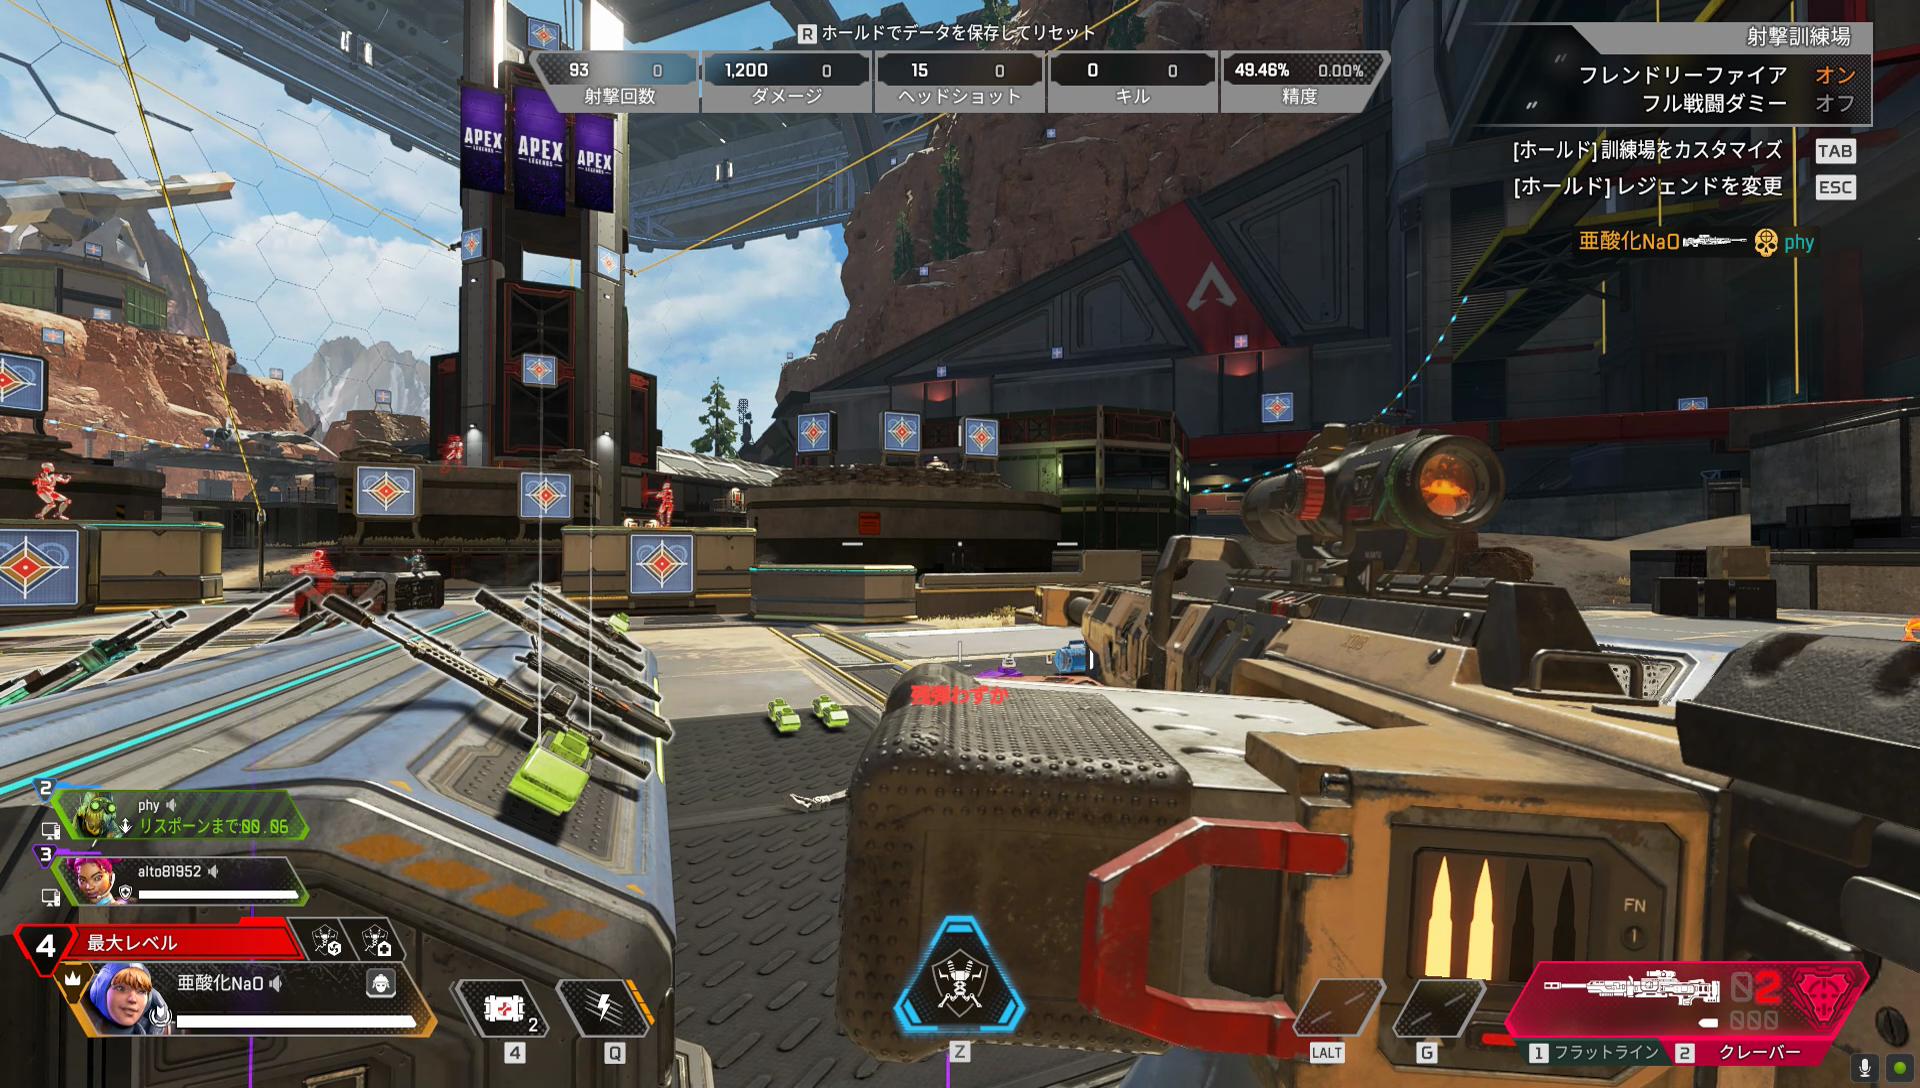 R ホールドでデータを保存してリセット
93 0 1,200 0 15 0 0 0 49.46% 0.00%
射撃回数 ダメージ ヘッドショット キル 精度
射撃訓練場
フレンドリーファイア オン
フル戦闘ダミー オフ
[ホールド]訓練場をカスタマイズ TAB
[ホールド]レジェンドを変更 ESC
亜酸化NaO phy
APEX LEGENDS
APEX LEGENDS
APEX LEGENDS
残弾わずか
2
phy
リスポーンまで:00.06
3
alto81952
4 最大レベル
亜酸化NaO
2
4
Q
Z
LALT
G
FN
1
02
000
1 フラットライン 2 クレーバー